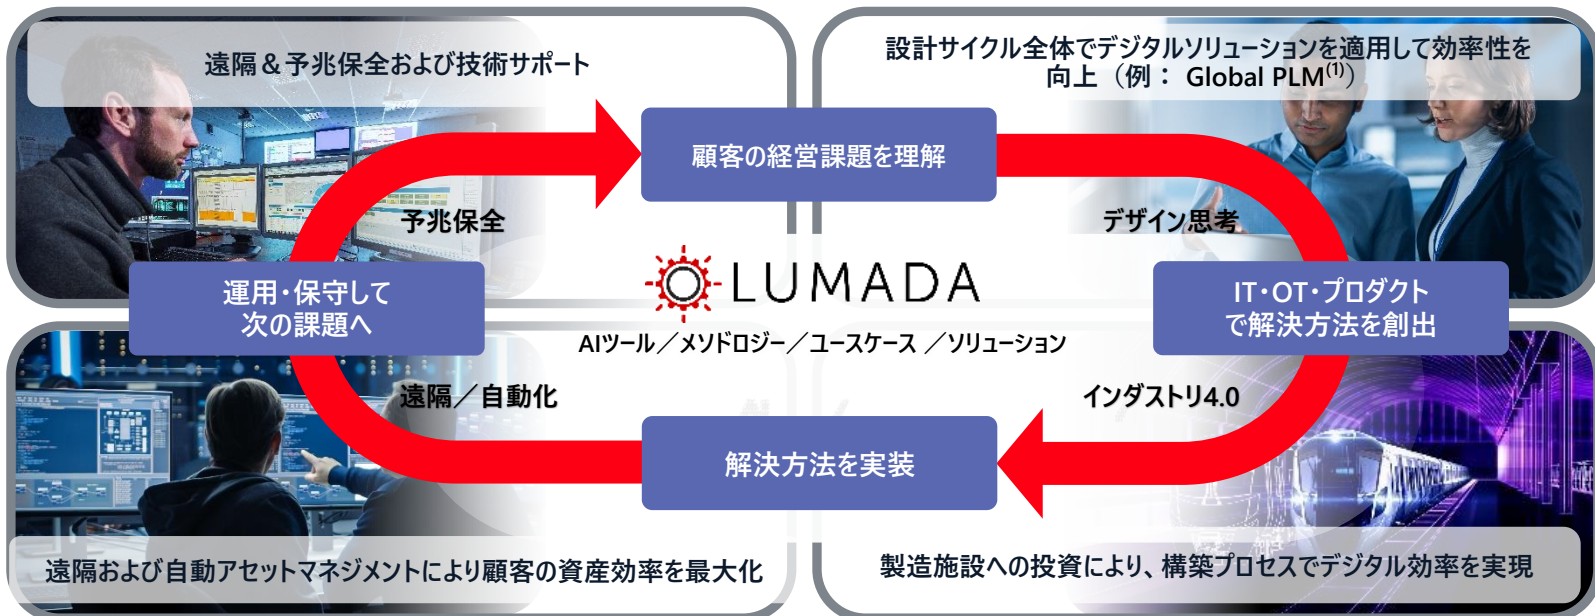 遠隔＆予兆保全および技術サポート
設計サイクル全体でデジタルソリューションを適用して効率性を
向上（例： Global PLM(1)）
顧客の経営課題を理解
予兆保全
デザイン思考
運用・保守して
次の課題へ
LUMADA
AIツール／メソドロジー／ユースケース ／ソリューション
IT・OT・プロダクト
で解決方法を創出
遠隔／自動化
インダストリ4.0
解決方法を実装
遠隔および自動アセットマネジメントにより顧客の資産効率を最大化
製造施設への投資により、構築プロセスでデジタル効率を実現